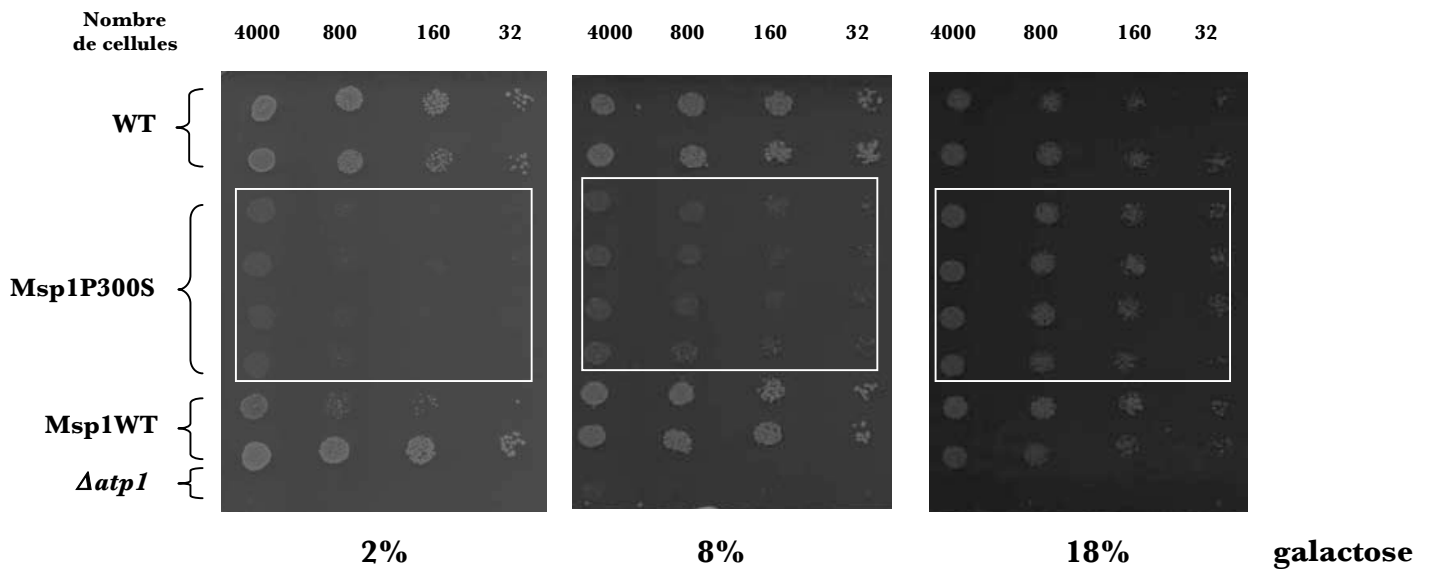 Nombre
de cellules
4000 800 160 32
4000 800 160 32
4000 800 160 32
WT
Msp1P300S
Msp1WT
Δatp1
2% 8% 18% galactose